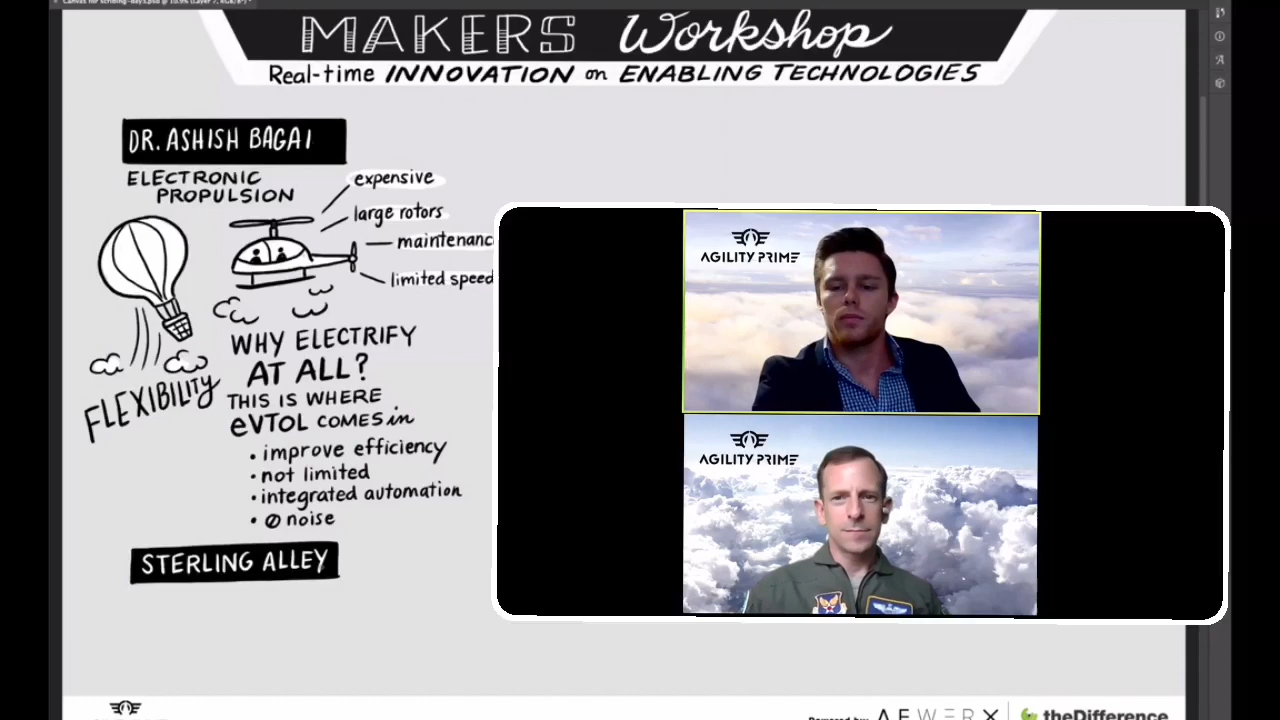 MAKERS Workshop
Real-time INNOVATION on ENABLING TECHNOLOGIES
DR. ASHISH BAGAI
ELECTRONIC
PROPULSION
expensive
large rotors
maintenanc
limited speed
FLEXIBILITY
WHY ELECTRIFY
AT ALL?
THIS IS WHERE
eVTOL COMES in
• improve efficiency
• not limited
• integrated automation
• ⊘ noise
STERLING ALLEY
AGILITY PRIME
AGILITY PRIME
Powered by
AFWERX
theDifference